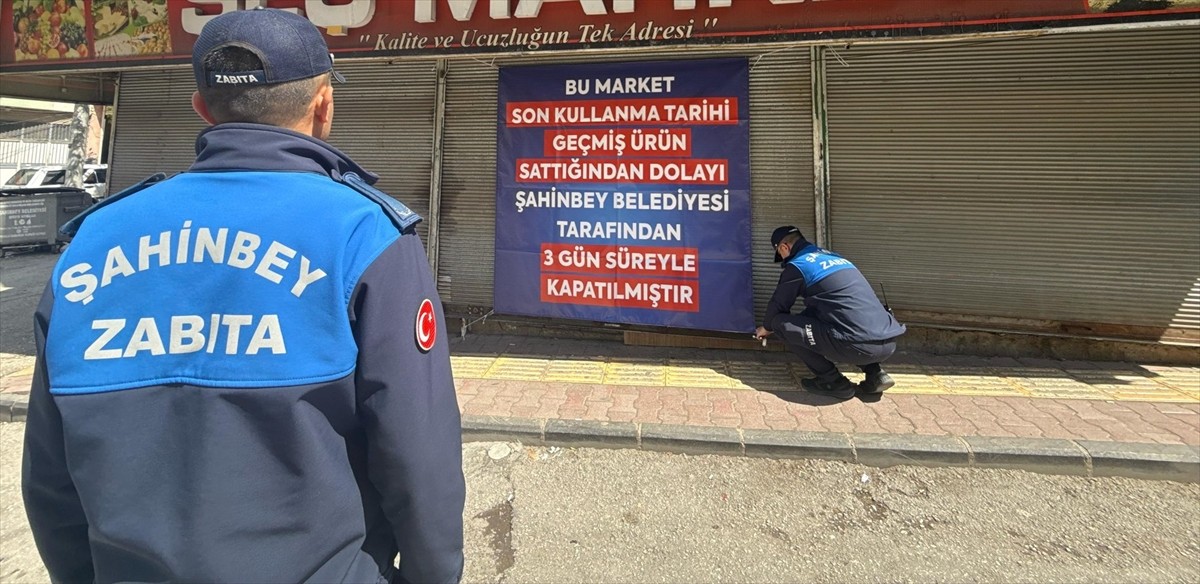 " Kalite ve Ucuzluğun Tek Adresi "
BU MARKET
SON KULLANMA TARİHİ
GEÇMİŞ ÜRÜN
SATTIĞINDAN DOLAYI
ŞAHİNBEY BELEDİYESİ
TARAFINDAN
3 GÜN SÜREYLE
KAPATILMIŞTIR
ZABITA
ŞAHİNBEY
ZABITA
ZABITA